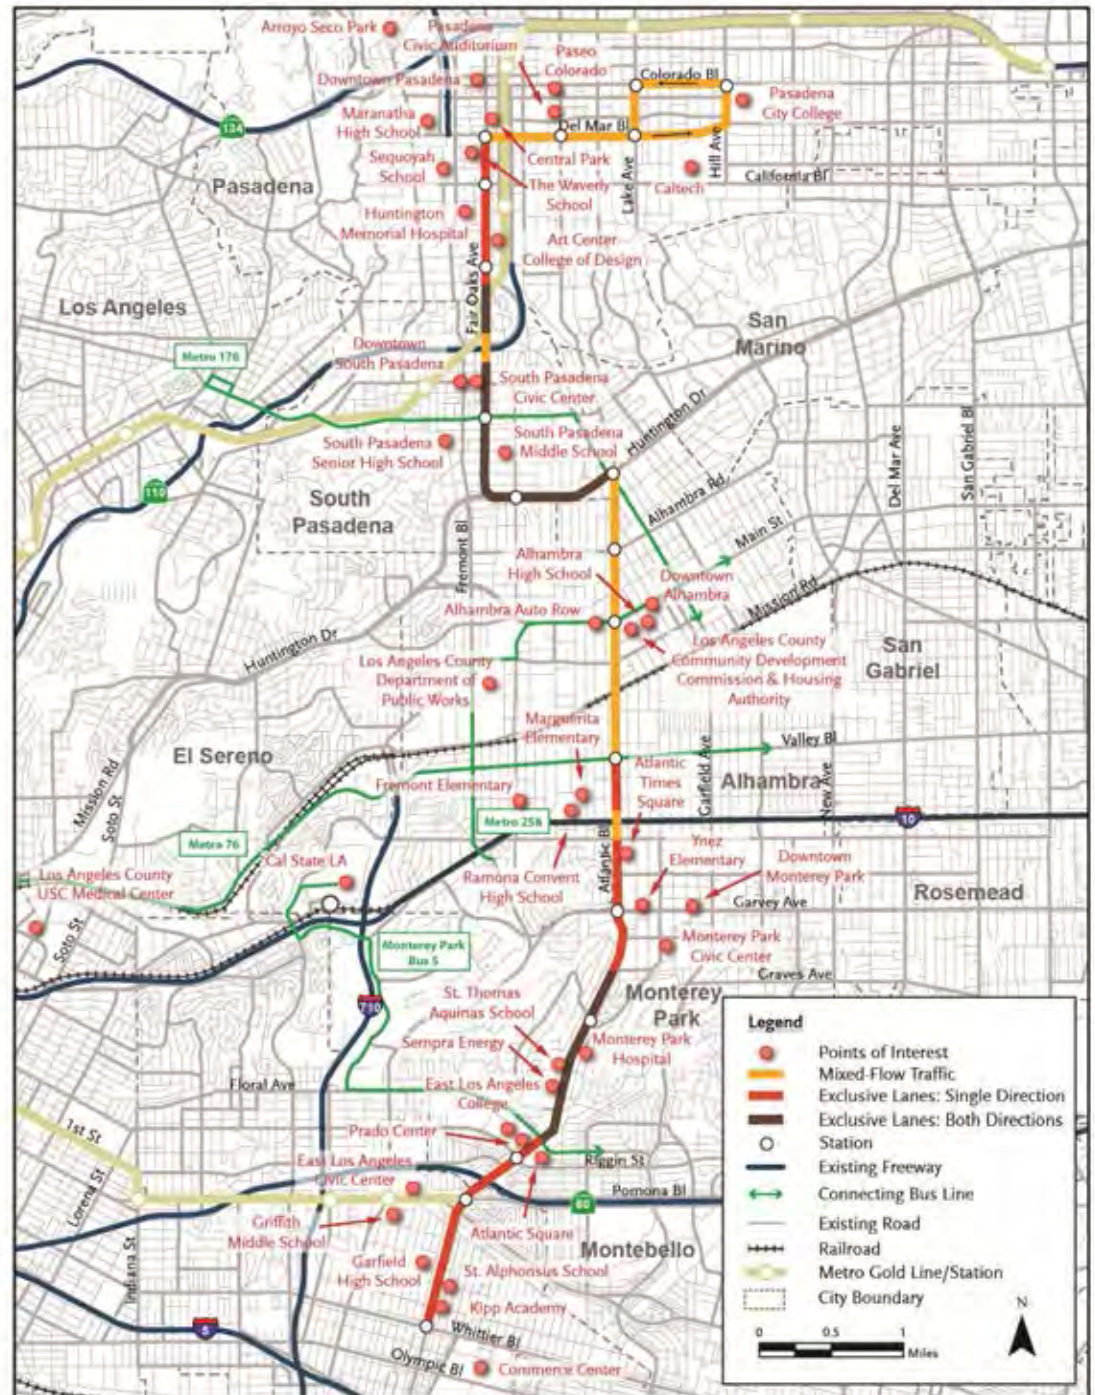 Arroyo Seco Park
Pasadena
Civic Auditorium
Paseo
Colorado
Downtown Pasadena
Colorado Bl
Pasadena
City College
Maranatha
High School
134
Del Mar Bl
Hill Ave
Central Park
Sequoyah
School
Pasadena
The Waverly
School
Lake Ave
Caltech
California Bl
Huntington
Memorial Hospital
Art Center
College of Design
Fair Oaks Ave
Los Angeles
San
Marino
Metro 176
Downtown
South Pasadena
South Pasadena
Civic Center
Huntington Dr
South Pasadena
Senior High School
South Pasadena
Middle School
Del Mar Ave
San Gabriel Bl
110
South
Pasadena
Alhambra Rd
Main St
Fremont Bl
Alhambra
High School
Downtown
Alhambra
Mission Rd
Alhambra Auto Row
Huntington Dr
Los Angeles County
Department of
Public Works
Los Angeles County
Community Development
Commission & Housing
Authority
San
Gabriel
Marguerita
Elementary
El Sereno
Valley Bl
Mission Rd
Soto St
Fremont Elementary
Atlantic
Times
Square
Garfield Ave
Alhambra
New Ave
10
Metro 258
Metro 76
Atlantic Bl
Cal State LA
Ynez
Elementary
Downtown
Monterey Park
Los Angeles County
USC Medical Center
Ramona Convent
High School
Garvey Ave
Rosemead
Soto St
Monterey Park
Bus 5
Monterey Park
Civic Center
Graves Ave
710
St. Thomas
Aquinas School
Monterey
Park
Sempra Energy
Monterey Park
Hospital
Floral Ave
East Los Angeles
College
1st St
Prado Center
East Los Angeles
Civic Center
Riggin St
Pomona Bl
60
Lorena St
Griffith
Middle School
Atlantic Square
Montebello
Indiana St
Garfield
High School
St. Alphonsus School
Kipp Academy
5
Whittier Bl
Olympic Bl
Commerce Center
Legend
Points of Interest
Mixed-Flow Traffic
Exclusive Lanes: Single Direction
Exclusive Lanes: Both Directions
Station
Existing Freeway
Connecting Bus Line
Existing Road
Railroad
Metro Gold Line/Station
City Boundary
N
0 0.5 1
Miles